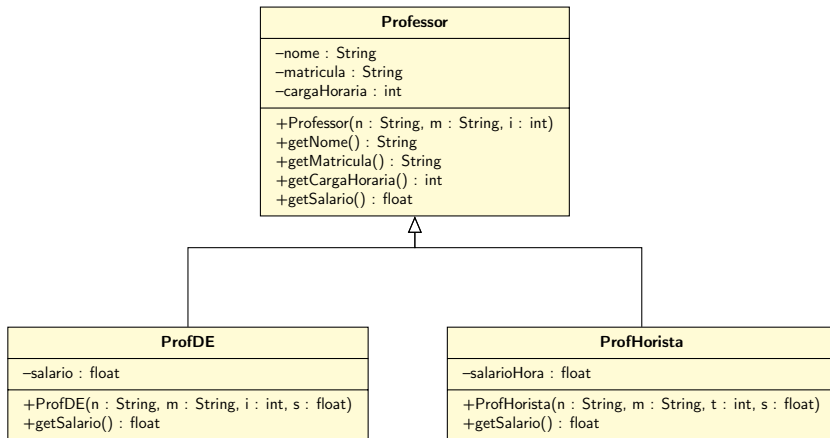 Professor
–nome : String
–matricula : String
–cargaHoraria : int
+Professor(n : String, m : String, i : int)
+getNome() : String
+getMatricula() : String
+getCargaHoraria() : int
+getSalario() : float
ProfDE
–salario : float
+ProfDE(n : String, m : String, i : int, s : float)
+getSalario() : float
ProfHorista
–salarioHora : float
+ProfHorista(n : String, m : String, t : int, s : float)
+getSalario() : float